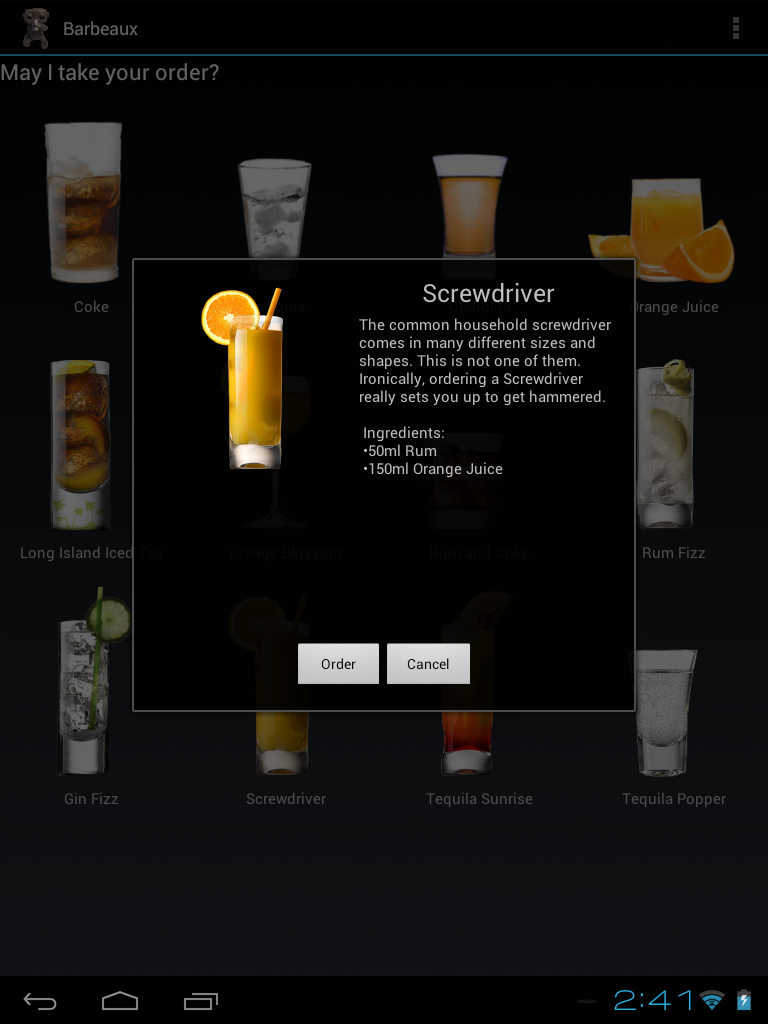 Barbeaux
May I take your order?
Coke
Orange Juice
Screwdriver
The common household screwdriver
comes in many different sizes and
shapes. This is not one of them.
Ironically, ordering a Screwdriver
really sets you up to get hammered.
Ingredients:
•50ml Rum
•150ml Orange Juice
Long Island Iced Tea
Orange Blossom
Rum and Coke
Rum Fizz
Order
Cancel
Gin Fizz
Screwdriver
Tequila Sunrise
Tequila Popper
2:41